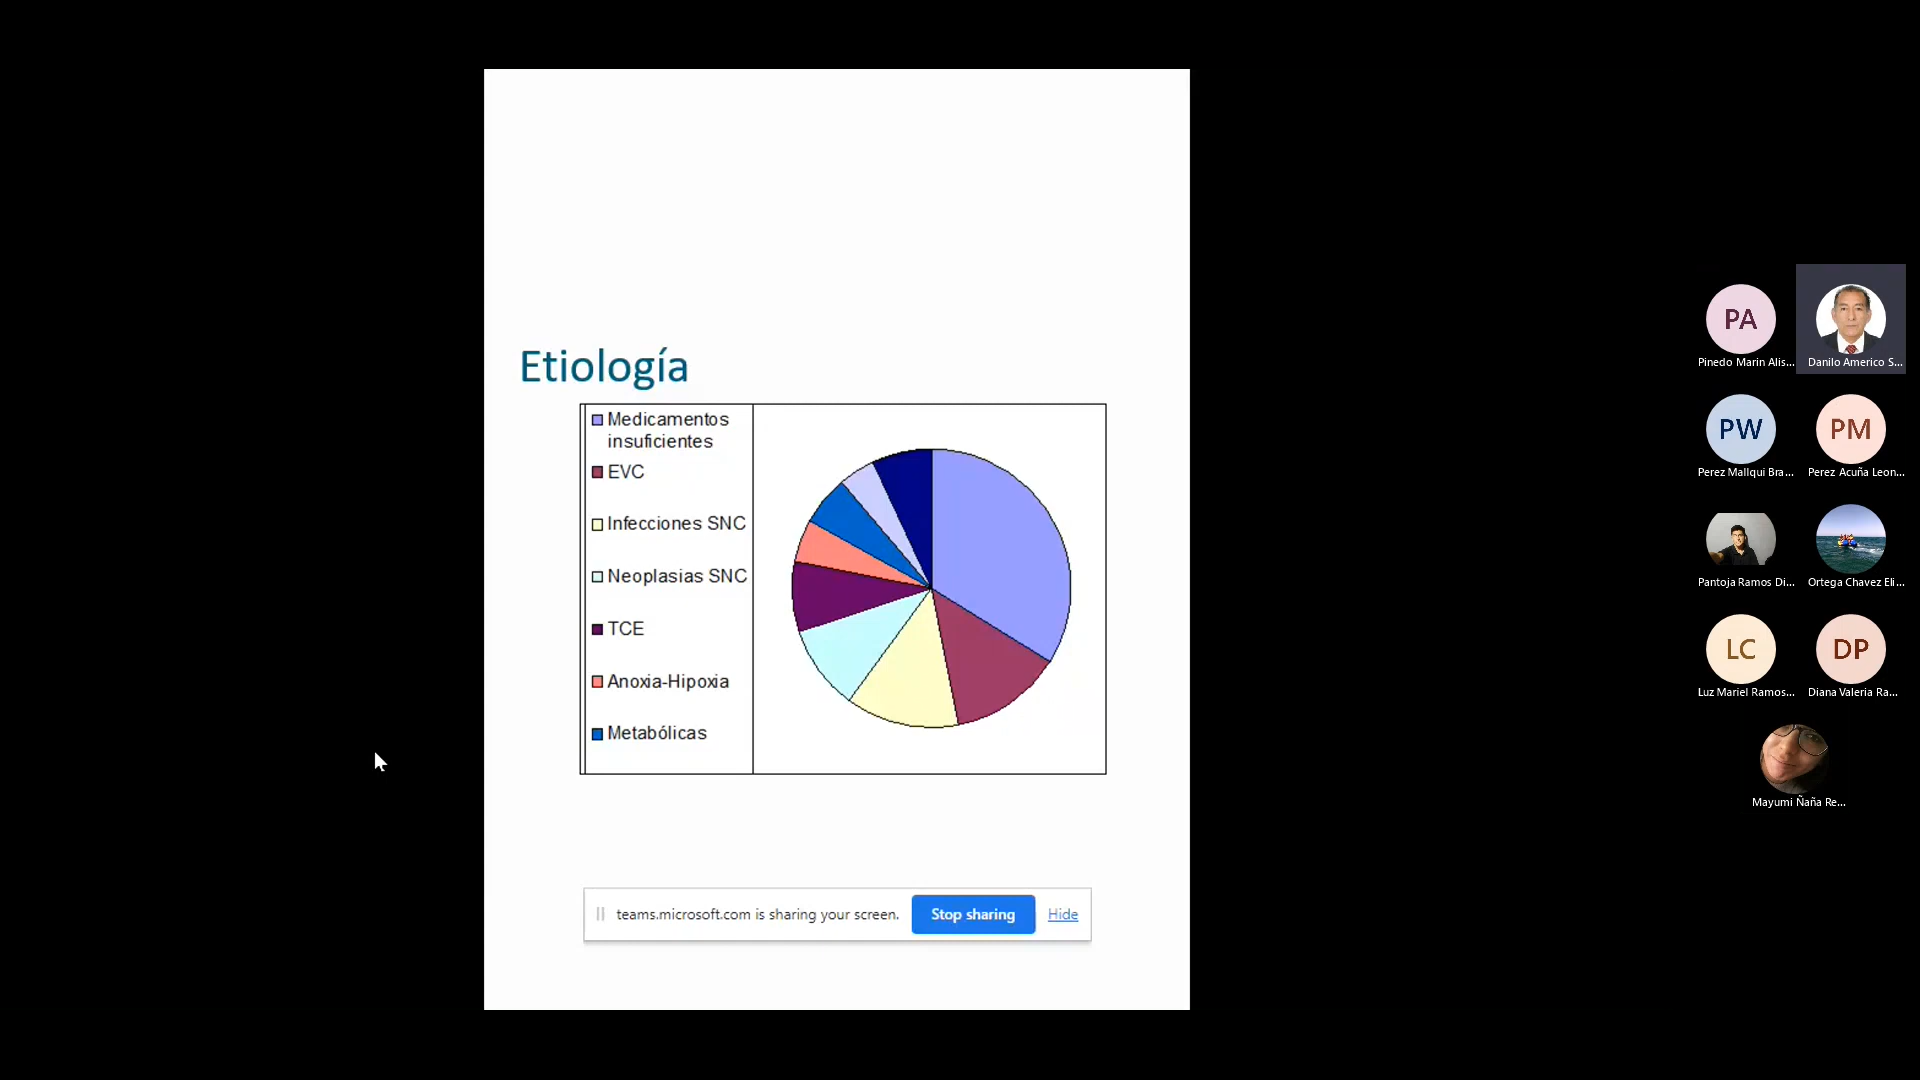 Etiología
Medicamentos
insuficientes
EVC
Infecciones SNC
Neoplasias SNC
TCE
Anoxia-Hipoxia
Metabólicas
teams.microsoft.com is sharing your screen.
Stop sharing
Hide
PA
Pinedo Marin Alis...
Danilo Americo S...
PW
PM
Perez Mallqui Bra...
Perez Acuña Leon...
Pantoja Ramos Di...
Ortega Chavez Eli...
LC
DP
Luz Mariel Ramos...
Diana Valeria Ra...
Mayumi Ñaña Re...